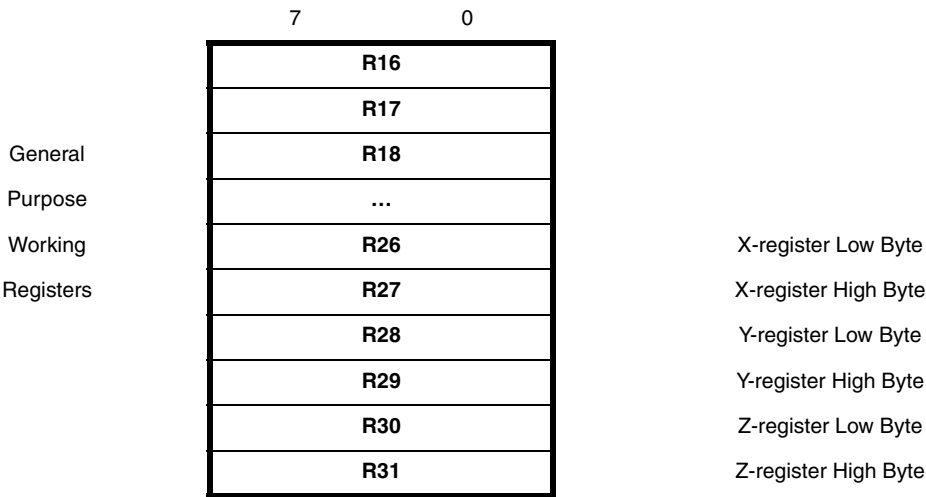 7 0
R16
R17
General R18
Purpose ...
Working R26 X-register Low Byte
Registers R27 X-register High Byte
R28 Y-register Low Byte
R29 Y-register High Byte
R30 Z-register Low Byte
R31 Z-register High Byte